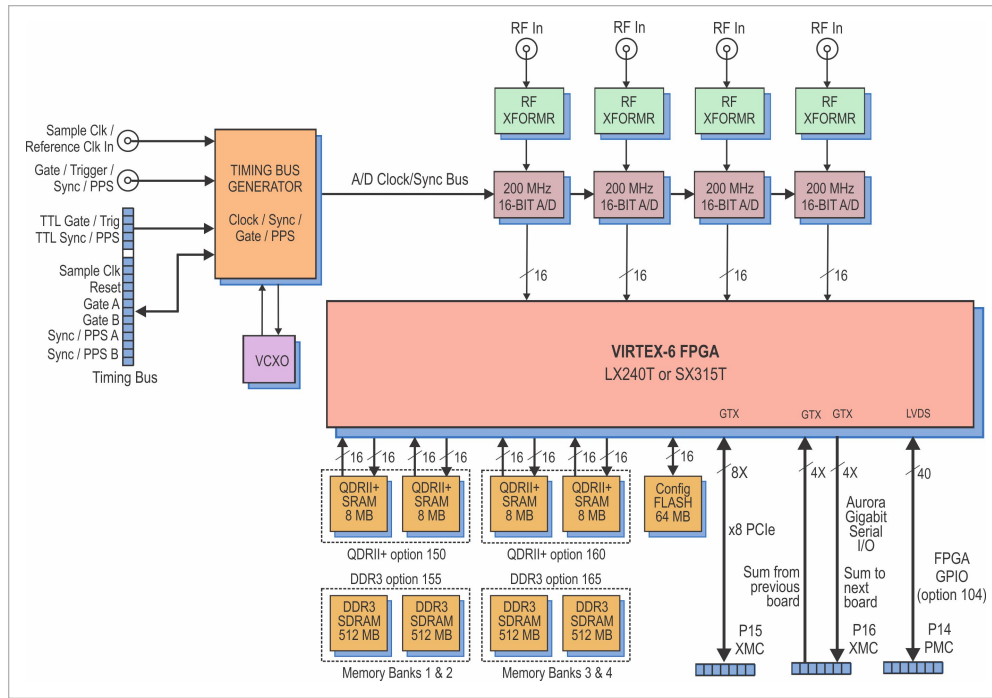 RF In
RF In
RF In
RF In
RF
XFORMR
RF
XFORMR
RF
XFORMR
RF
XFORMR
Sample Clk /
Reference Clk In
Gate / Trigger /
Sync / PPS
TTL Gate / Trig
TTL Sync / PPS
Sample Clk
Reset
Gate A
Gate B
Sync / PPS A
Sync / PPS B
Timing Bus
TIMING BUS
GENERATOR
Clock / Sync /
Gate / PPS
VCXO
A/D Clock/Sync Bus
200 MHz
16-BIT A/D
200 MHz
16-BIT A/D
200 MHz
16-BIT A/D
200 MHz
16-BIT A/D
16
16
16
16
VIRTEX-6 FPGA
LX240T or SX315T
GTX
GTX
GTX
LVDS
16
16
16
16
16
16
16
16
16
8X
4X
4X
40
QDRII+
SRAM
8 MB
QDRII+
SRAM
8 MB
QDRII+
SRAM
8 MB
QDRII+
SRAM
8 MB
Config
FLASH
64 MB
QDRII+ option 150
QDRII+ option 160
DDR3 option 155
DDR3 option 165
DDR3
SDRAM
512 MB
DDR3
SDRAM
512 MB
DDR3
SDRAM
512 MB
DDR3
SDRAM
512 MB
Memory Banks 1 & 2
Memory Banks 3 & 4
x8 PCIe
Aurora
Gigabit
Serial
I/O
Sum from
previous
board
Sum to
next
board
FPGA
GPIO
(option 104)
P15
XMC
P16
XMC
P14
PMC